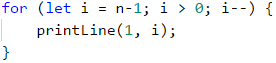 for (let i = n-1; i > 0; i--) {
    printLine(1, i);
}